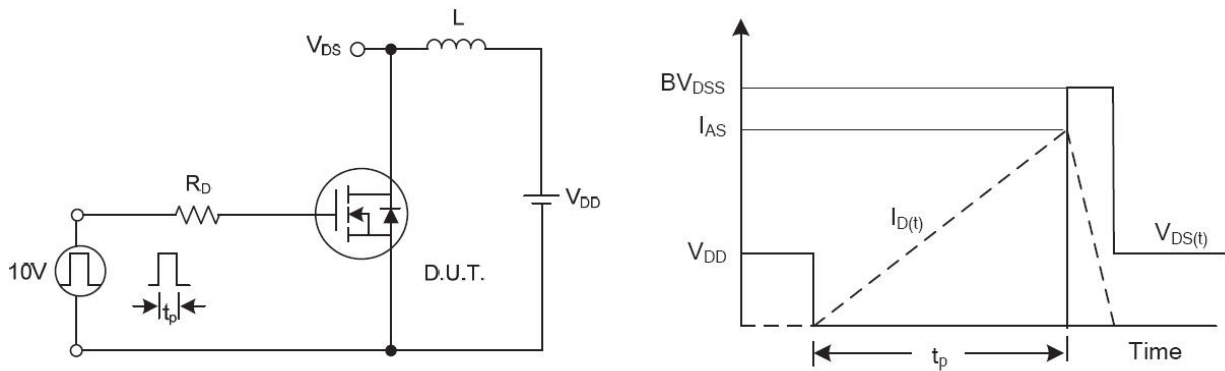 V_DS
L
R_D
V_DD
10V
t_p
D.U.T.
BV_DSS
I_AS
I_D(t)
V_DD
V_DS(t)
t_p
Time